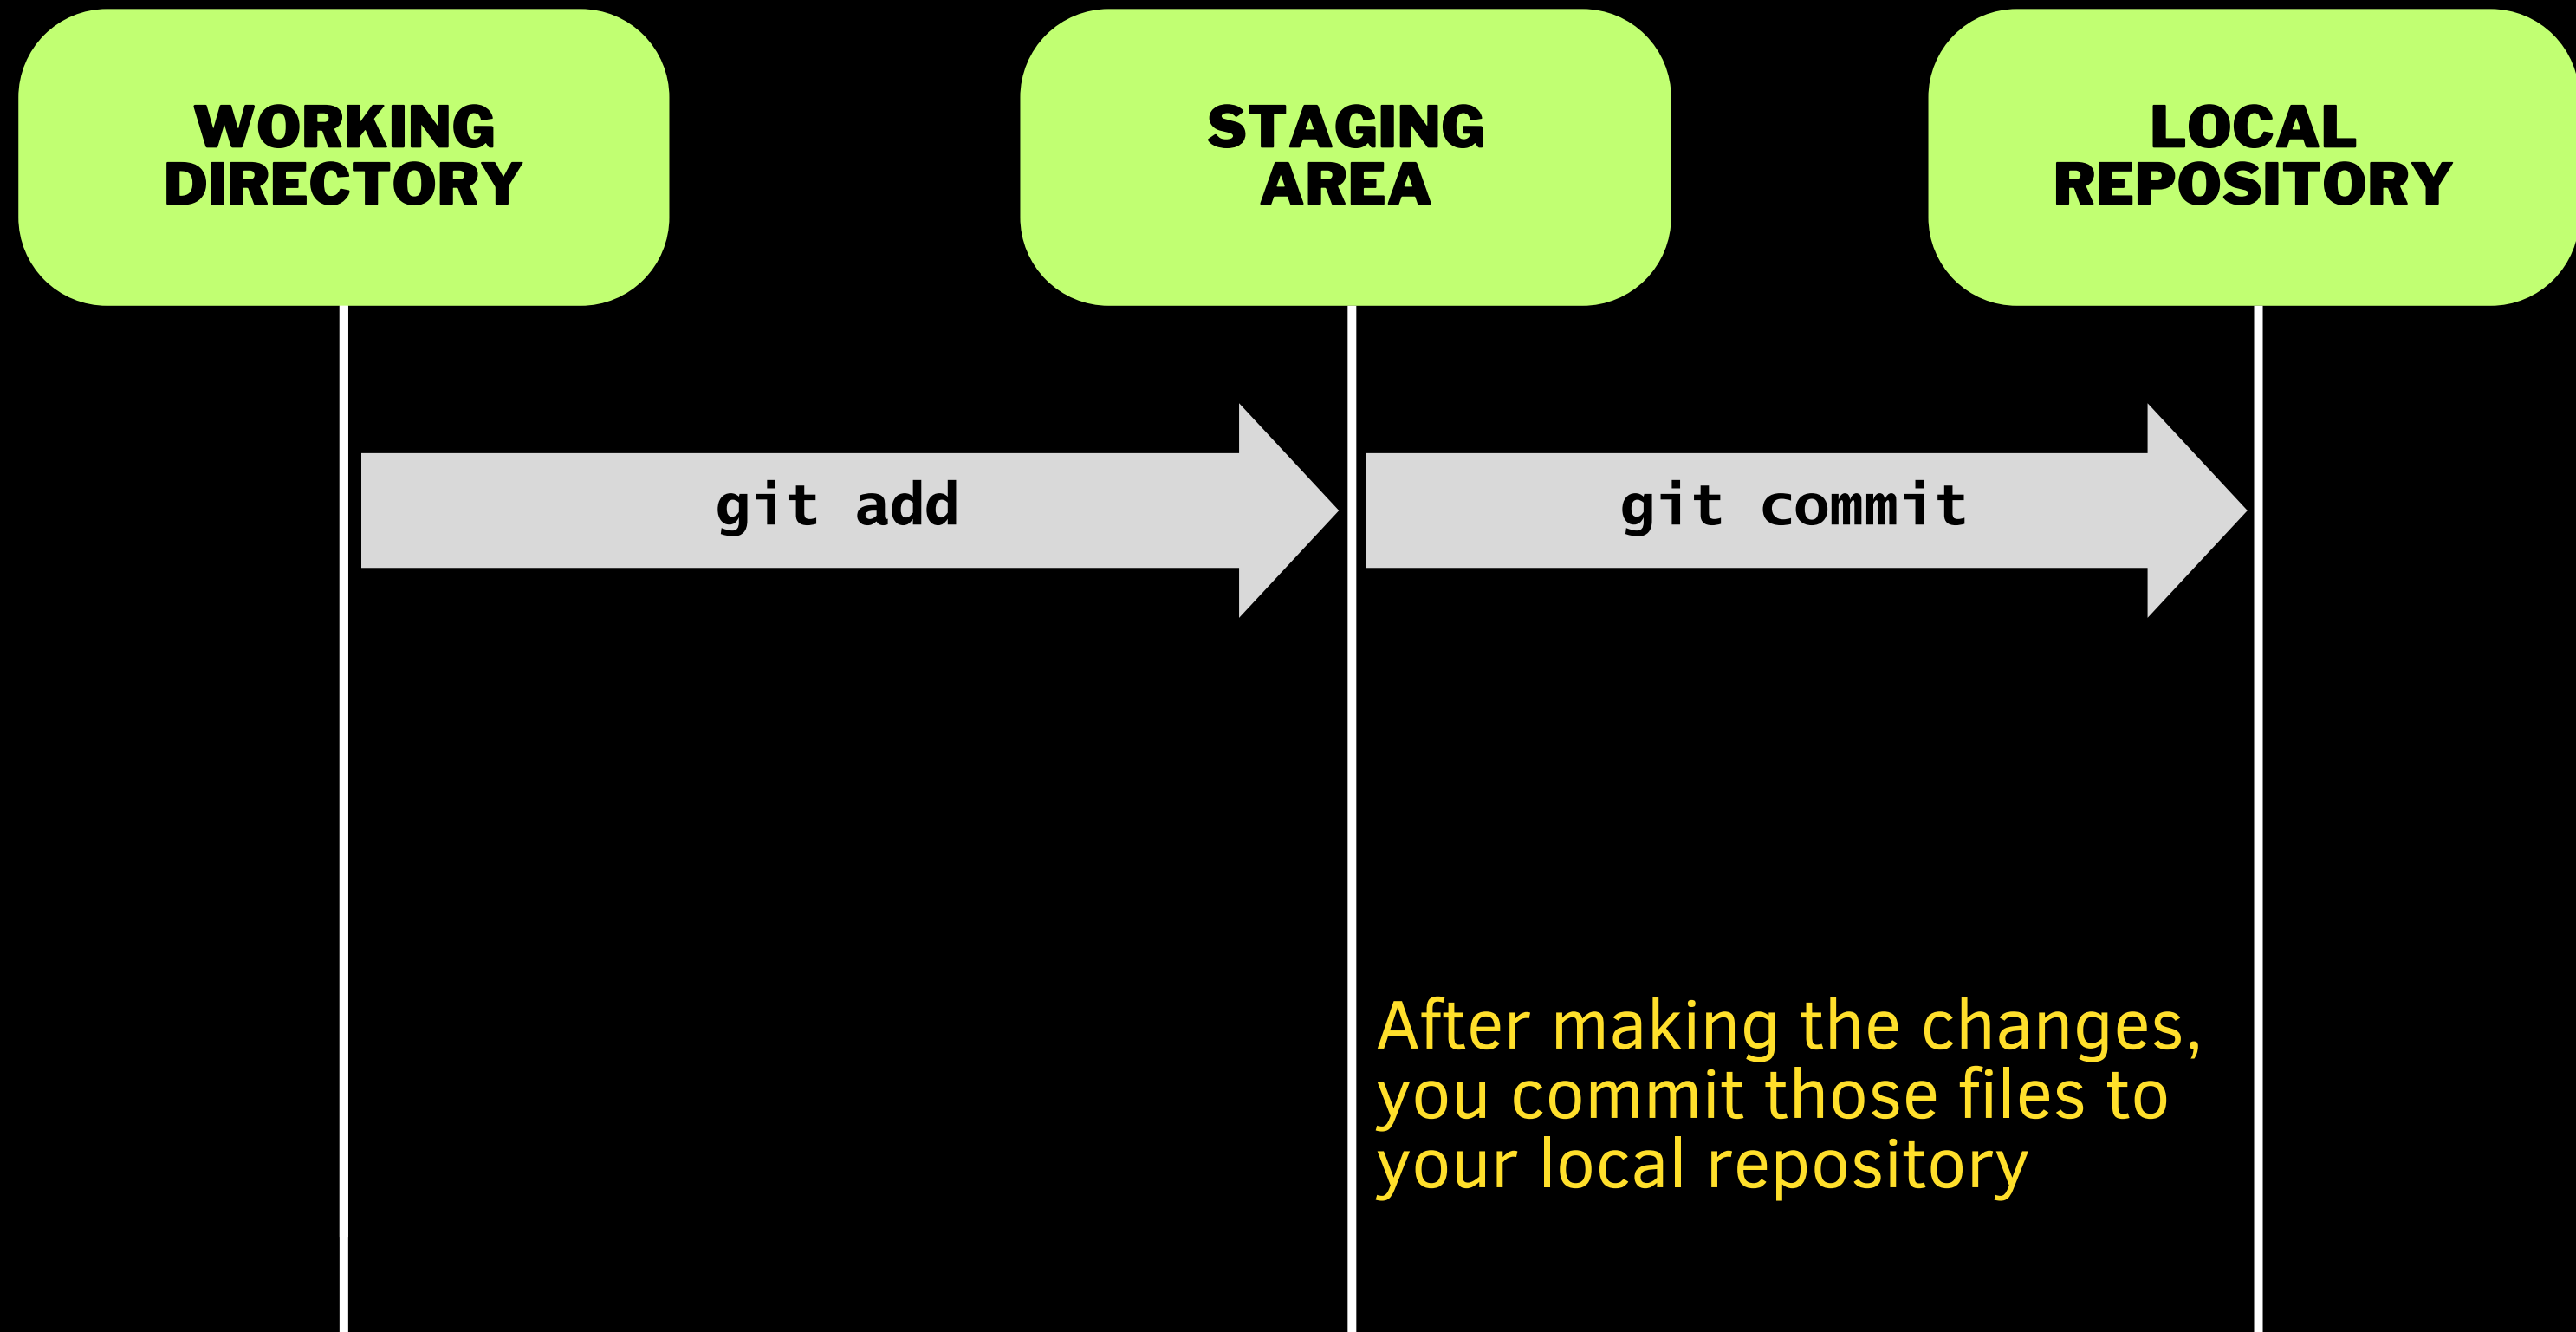 WORKING
DIRECTORY
STAGING
AREA
LOCAL
REPOSITORY
git add
git commit
After making the changes,
you commit those files to
your local repository